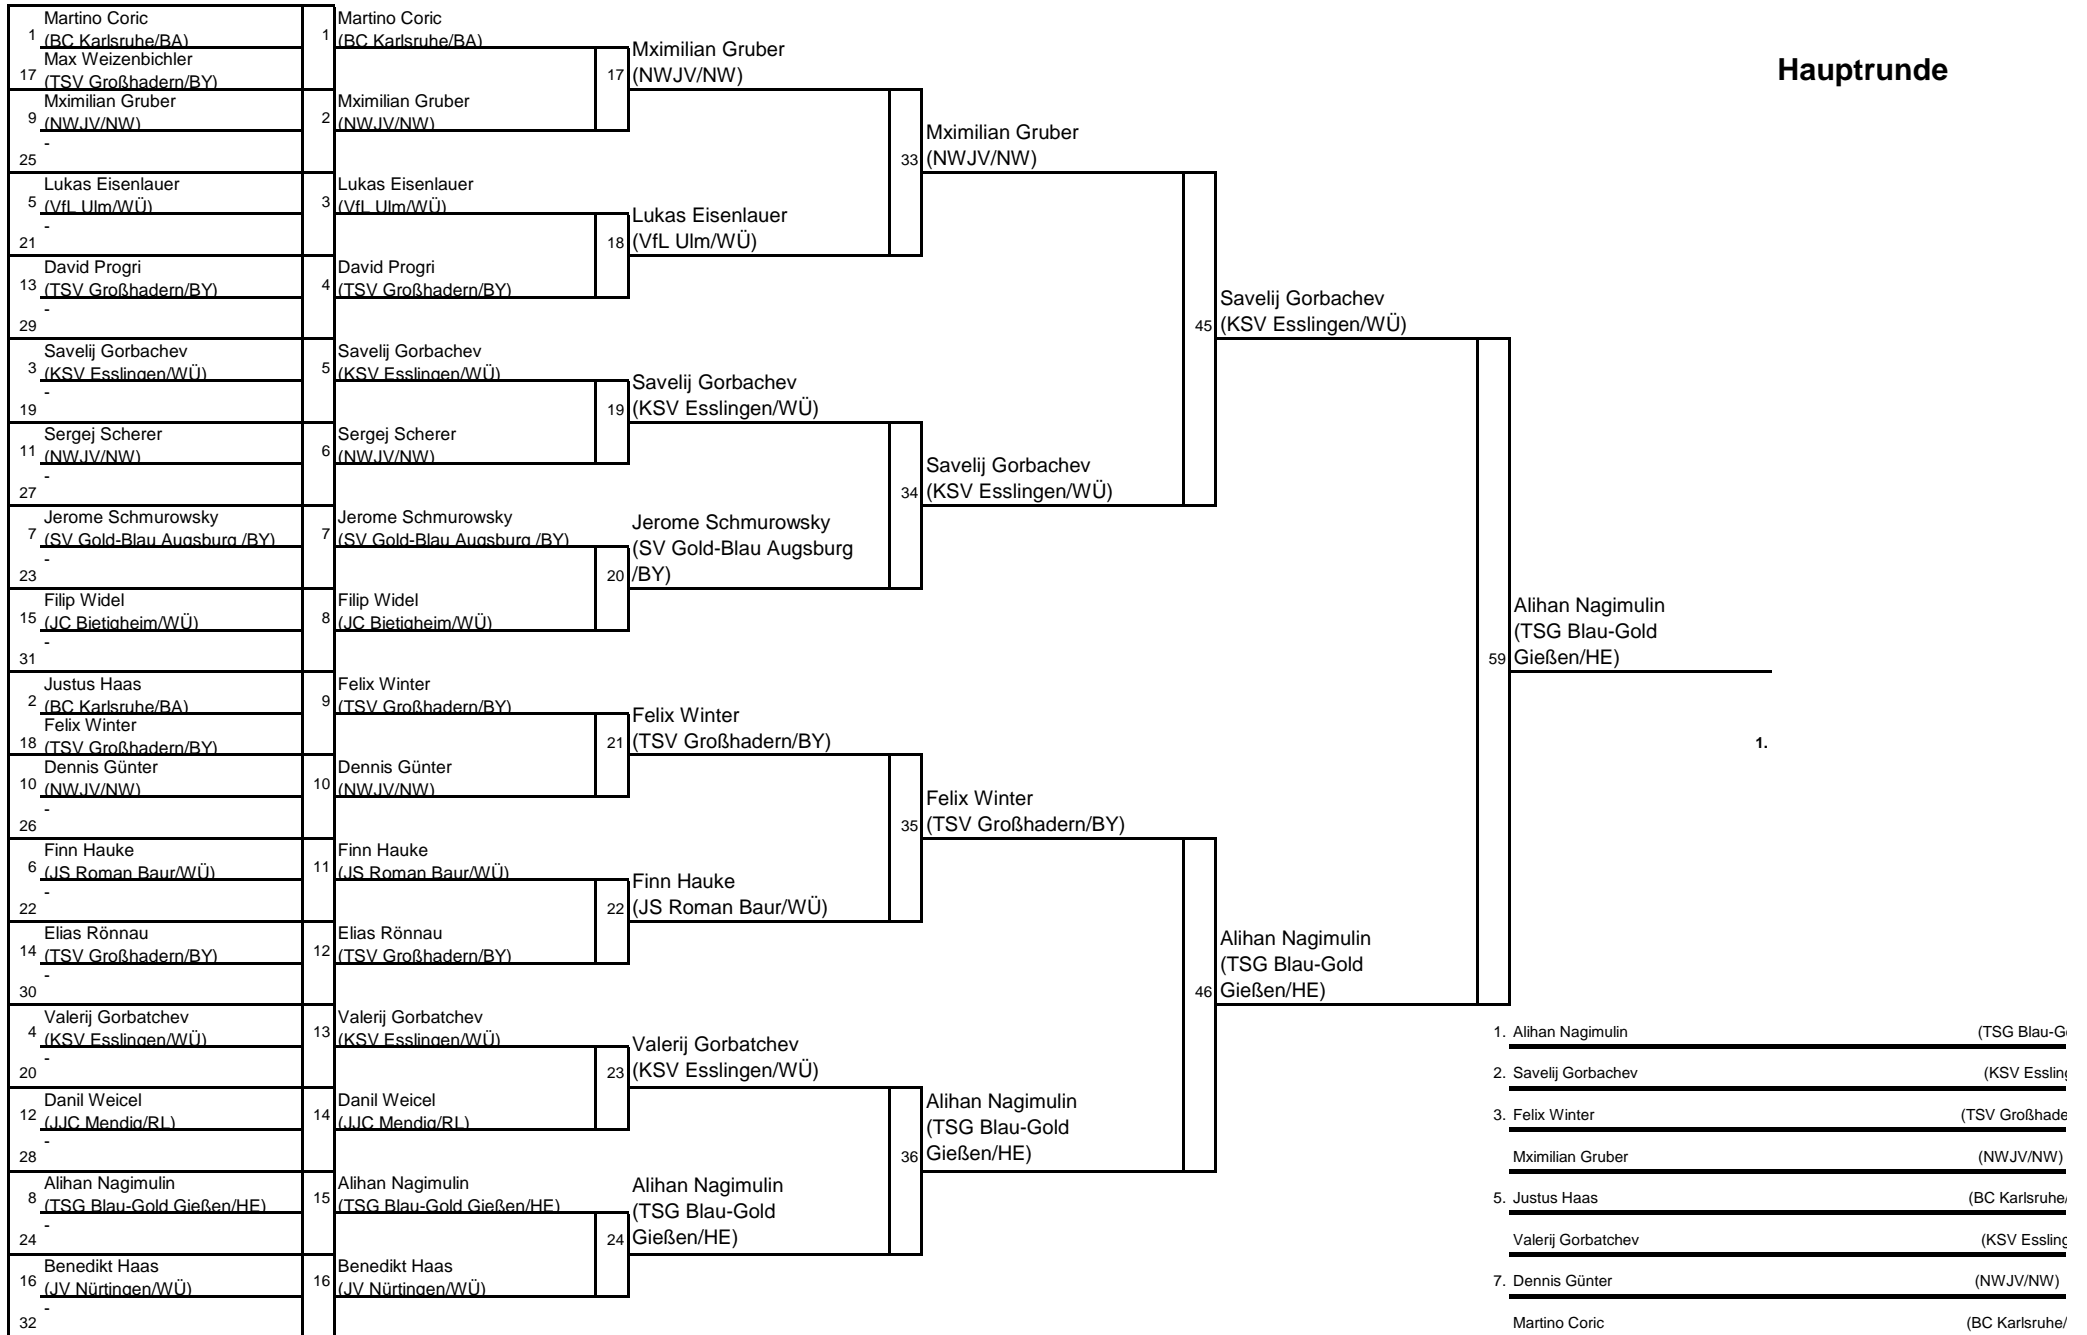 Hauptrunde
1 Martino Coric
(BC Karlsruhe/BA)
17 Max Weizenbichler
(TSV Großhadern/BY)
9 Mximilian Gruber
(NWJV/NW)
25 -
5 Lukas Eisenlauer
(VfL Ulm/WÜ)
21 -
13 David Progri
(TSV Großhadern/BY)
29 -
3 Savelij Gorbachev
(KSV Esslingen/WÜ)
19 -
11 Sergej Scherer
(NWJV/NW)
27 -
7 Jerome Schmurowsky
(SV Gold-Blau Augsburg /BY)
23 -
15 Filip Widel
(JC Bietigheim/WÜ)
31 -
2 Justus Haas
(BC Karlsruhe/BA)
18 Felix Winter
(TSV Großhadern/BY)
10 Dennis Günter
(NWJV/NW)
26 -
6 Finn Hauke
(JS Roman Baur/WÜ)
22 -
14 Elias Rönnau
(TSV Großhadern/BY)
30 -
4 Valerij Gorbatchev
(KSV Esslingen/WÜ)
20 -
12 Danil Weicel
(JJC Mendig/RL)
28 -
8 Alihan Nagimulin
(TSG Blau-Gold Gießen/HE)
24 -
16 Benedikt Haas
(JV Nürtingen/WÜ)
32 -
1 Martino Coric
(BC Karlsruhe/BA)
2 Mximilian Gruber
(NWJV/NW)
3 Lukas Eisenlauer
(VfL Ulm/WÜ)
4 David Progri
(TSV Großhadern/BY)
5 Savelij Gorbachev
(KSV Esslingen/WÜ)
6 Sergej Scherer
(NWJV/NW)
7 Jerome Schmurowsky
(SV Gold-Blau Augsburg /BY)
8 Filip Widel
(JC Bietigheim/WÜ)
9 Felix Winter
(TSV Großhadern/BY)
10 Dennis Günter
(NWJV/NW)
11 Finn Hauke
(JS Roman Baur/WÜ)
12 Elias Rönnau
(TSV Großhadern/BY)
13 Valerij Gorbatchev
(KSV Esslingen/WÜ)
14 Danil Weicel
(JJC Mendig/RL)
15 Alihan Nagimulin
(TSG Blau-Gold Gießen/HE)
16 Benedikt Haas
(JV Nürtingen/WÜ)
Mximilian Gruber
17 (NWJV/NW)
Lukas Eisenlauer
18 (VfL Ulm/WÜ)
Savelij Gorbachev
19 (KSV Esslingen/WÜ)
Jerome Schmurowsky
(SV Gold-Blau Augsburg
20 /BY)
Felix Winter
21 (TSV Großhadern/BY)
Finn Hauke
22 (JS Roman Baur/WÜ)
Valerij Gorbatchev
23 (KSV Esslingen/WÜ)
Alihan Nagimulin
(TSG Blau-Gold
24 Gießen/HE)
Mximilian Gruber
33 (NWJV/NW)
Savelij Gorbachev
34 (KSV Esslingen/WÜ)
Felix Winter
35 (TSV Großhadern/BY)
Alihan Nagimulin
(TSG Blau-Gold
36 Gießen/HE)
Savelij Gorbachev
45 (KSV Esslingen/WÜ)
Alihan Nagimulin
(TSG Blau-Gold
46 Gießen/HE)
Alihan Nagimulin
(TSG Blau-Gold
59 Gießen/HE)
1.
1. Alihan Nagimulin (TSG Blau-G
2. Savelij Gorbachev (KSV Essling
3. Felix Winter (TSV Großhade
Mximilian Gruber (NWJV/NW)
5. Justus Haas (BC Karlsruhe/
Valerij Gorbatchev (KSV Essling
7. Dennis Günter (NWJV/NW)
Martino Coric (BC Karlsruhe/